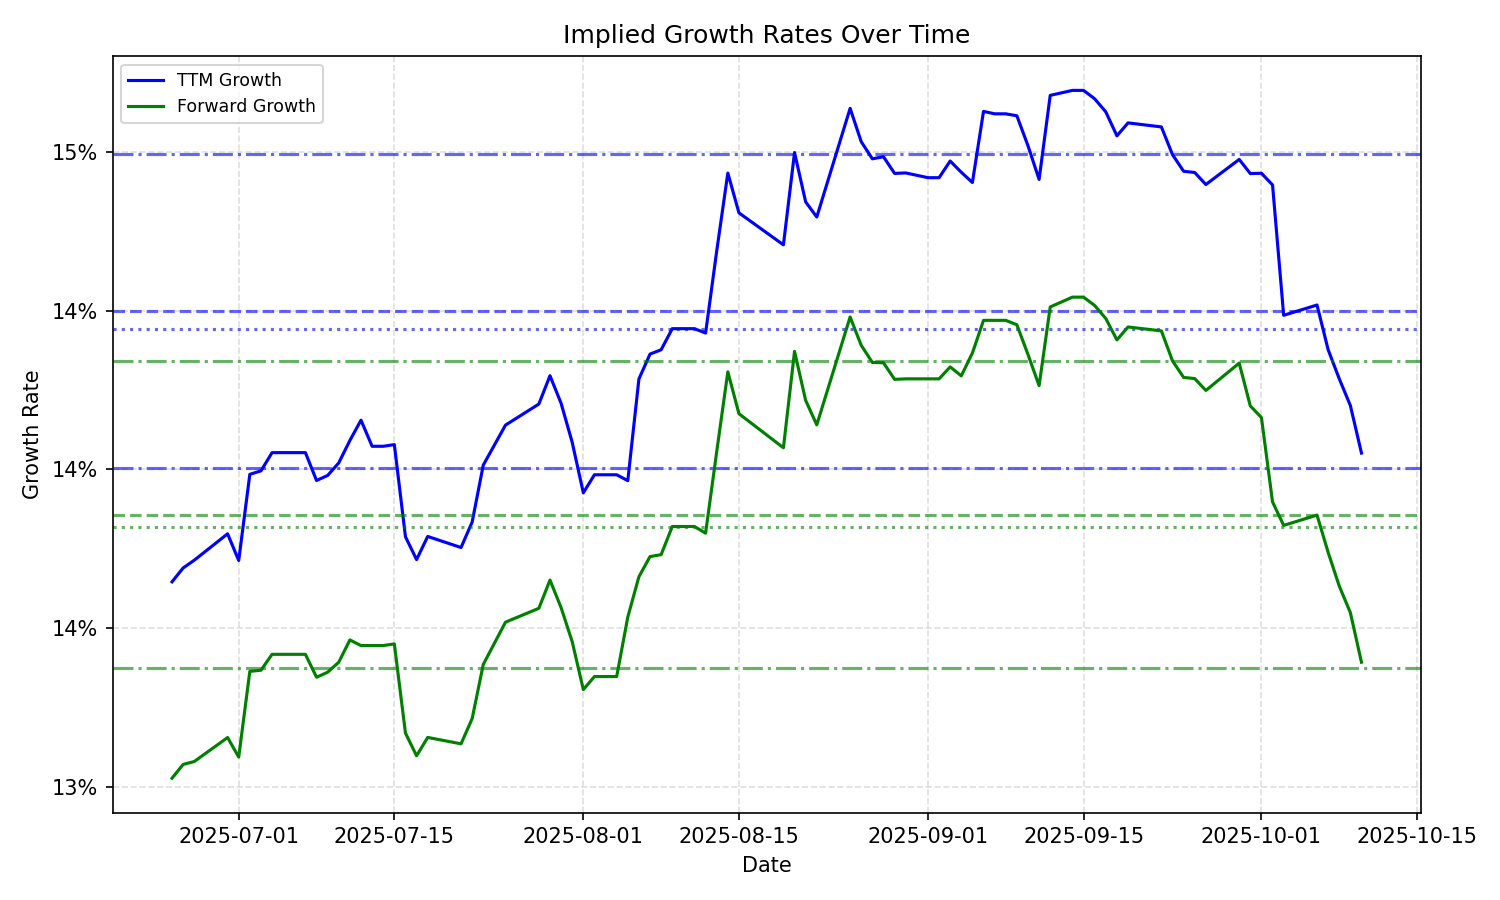 Implied Growth Rates Over Time
TTM Growth
Forward Growth
15%
14%
14%
14%
13%
Growth Rate
2025-07-01
2025-07-15
2025-08-01
2025-08-15
2025-09-01
2025-09-15
2025-10-01
2025-10-15
Date